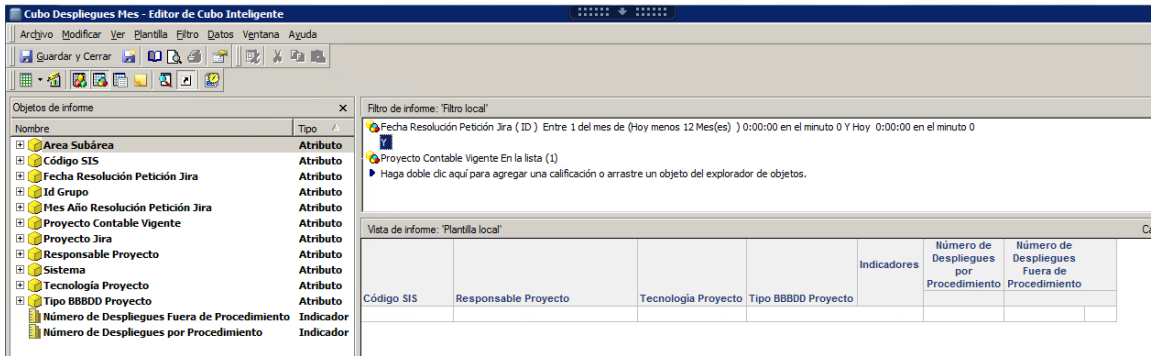 Cubo Despliegues Mes - Editor de Cubo Inteligente
Archivo Modificar Ver Plantilla Filtro Datos Ventana Ayuda
Guardar y Cerrar
Objetos de informe
Nombre Tipo
Area Subárea Atributo
Código SIS Atributo
Fecha Resolución Petición Jira Atributo
Id Grupo Atributo
Mes Año Resolución Petición Jira Atributo
Proyecto Contable Vigente Atributo
Proyecto Jira Atributo
Responsable Proyecto Atributo
Sistema Atributo
Tecnología Proyecto Atributo
Tipo BBBDD Proyecto Atributo
Número de Despliegues Fuera de Procedimiento Indicador
Número de Despliegues por Procedimiento Indicador
Filtro de informe: 'Filtro local'
Fecha Resolución Petición Jira ( ID ) Entre 1 del mes de (Hoy menos 12 Mes(es) ) 0:00:00 en el minuto 0 Y Hoy 0:00:00 en el minuto 0
Y
Proyecto Contable Vigente En la lista (1)
Haga doble clic aquí para agregar una calificación o arrastre un objeto del explorador de objetos.
Vista de informe: 'Plantilla local'
Ca
Código SIS
Responsable Proyecto
Tecnología Proyecto
Tipo BBBDD Proyecto
Indicadores
Número de
Despliegues
por
Procedimiento
Número de
Despliegues
Fuera de
Procedimiento